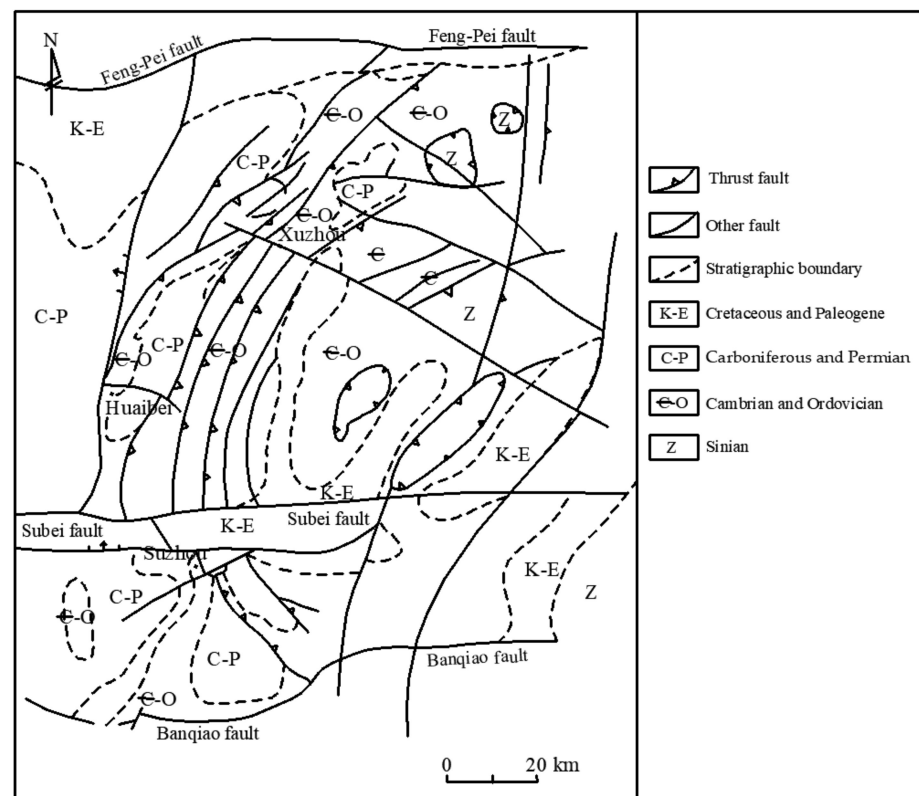 N
Feng-Pei fault
Feng-Pei fault
K-E
Є-O
Є-O
Z
Z
C-P
C-P
Є-O
Xuzhou
Є
Є
Z
C-P
C-P
Є-O
Є-O
Є-O
Huaibei
K-E
K-E
Subei fault
K-E
Subei fault
Suzhou
K-E
Z
C-P
Є-O
C-P
Є-O
Banqiao fault
Banqiao fault
0 20 km
Thrust fault
Other fault
Stratigraphic boundary
K-E Cretaceous and Paleogene
C-P Carboniferous and Permian
Є-O Cambrian and Ordovician
Z Sinian